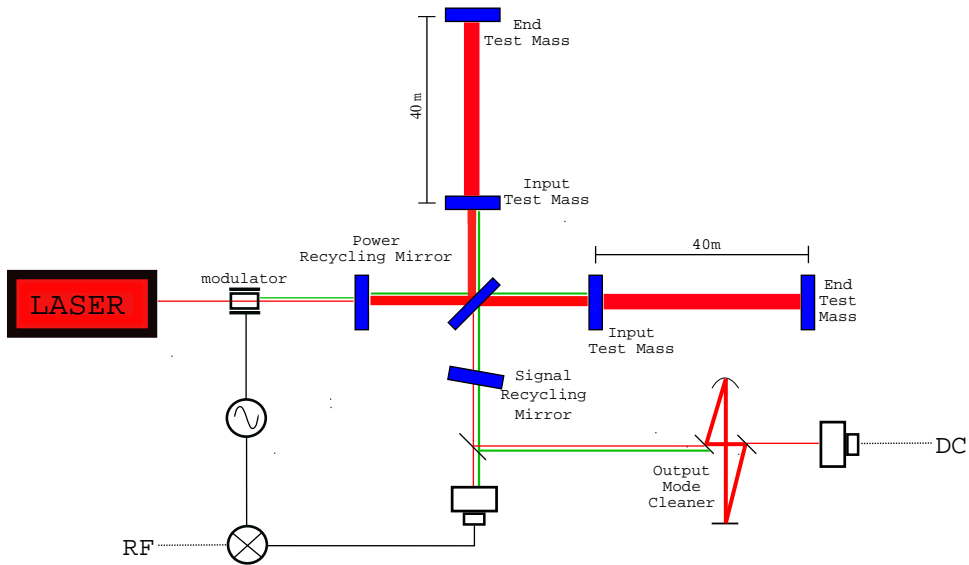 End
Test Mass
40 m
Input
Test Mass
Power
Recycling Mirror
40m
modulator
LASER
End
Test
Mass
Input
Test Mass
Signal
Recycling
Mirror
Output
Mode
Cleaner
DC
RF